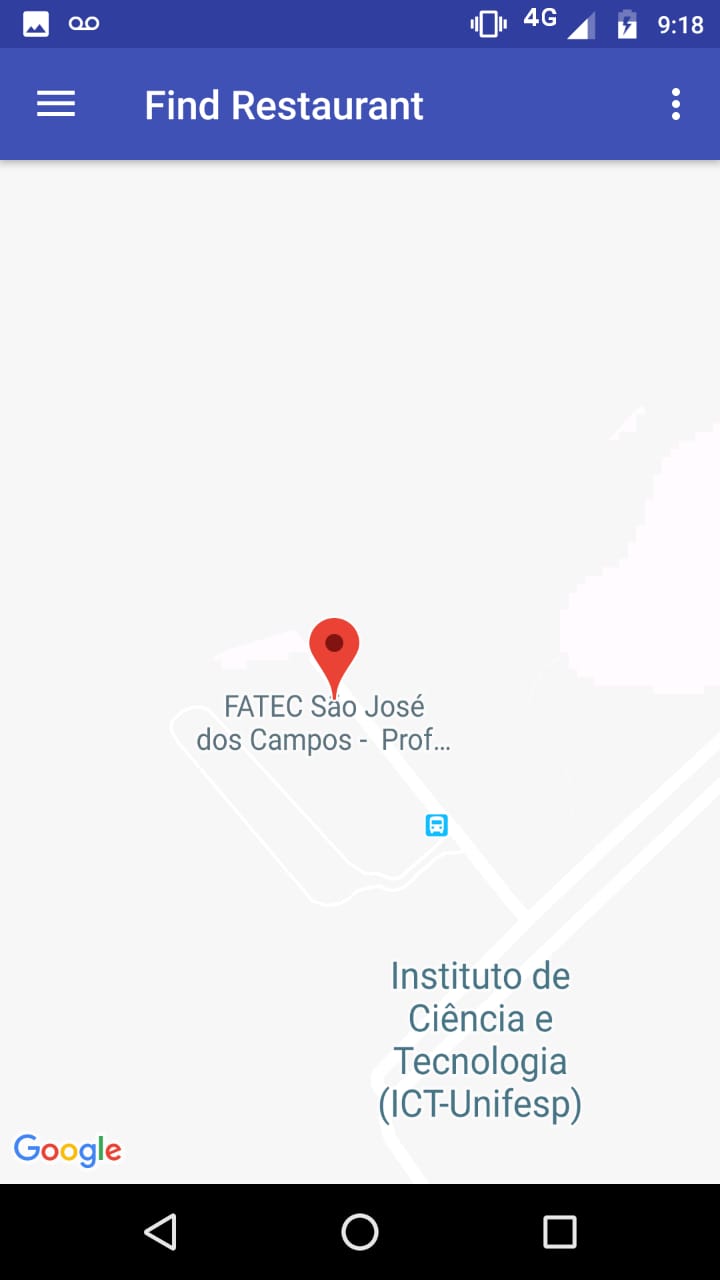 4G 9:18
Find Restaurant
FATEC São José
dos Campos - Prof...
Instituto de
Ciência e
Tecnologia
(ICT-Unifesp)
Google